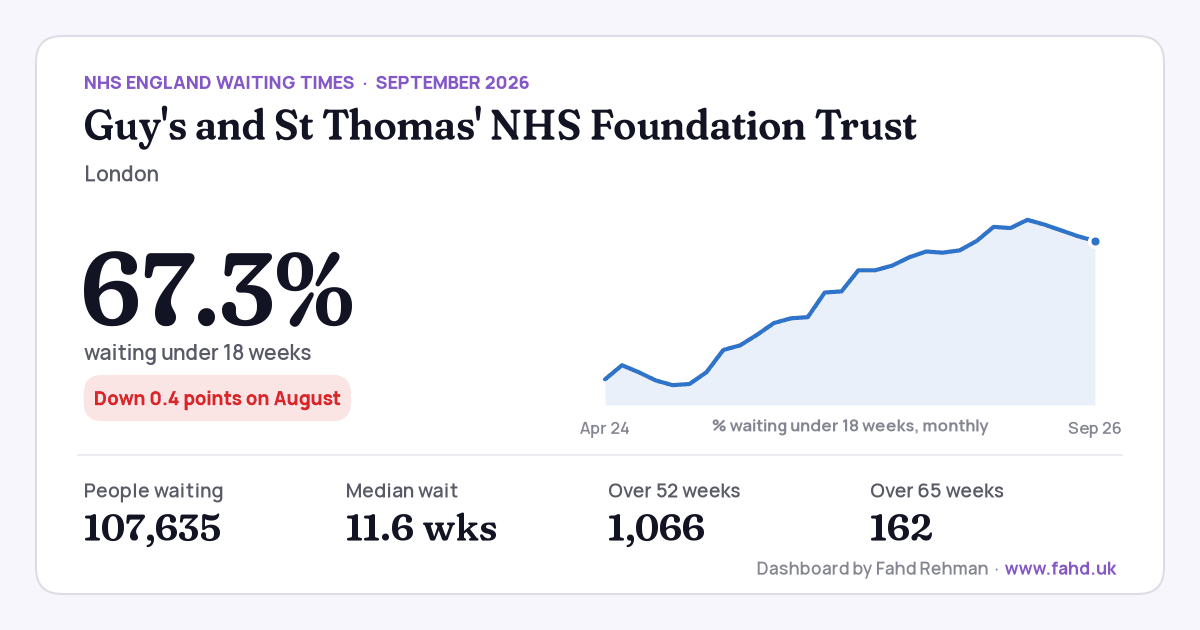 NHS ENGLAND WAITING TIMES · SEPTEMBER 2026
Guy's and St Thomas' NHS Foundation Trust
London
67.3%
waiting under 18 weeks
Down 0.4 points on August
Apr 24
% waiting under 18 weeks, monthly
Sep 26
People waiting
107,635
Median wait
11.6 wks
Over 52 weeks
1,066
Over 65 weeks
162
Dashboard by Fahd Rehman · www.fahd.uk